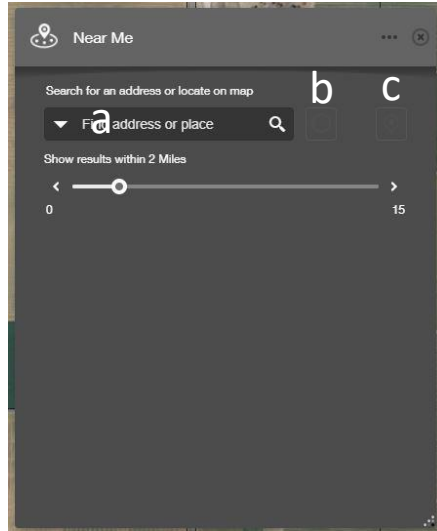 Near Me
Search for an address or locate on map
b
c
a
Find address or place
Show results within 2 Miles
0
15